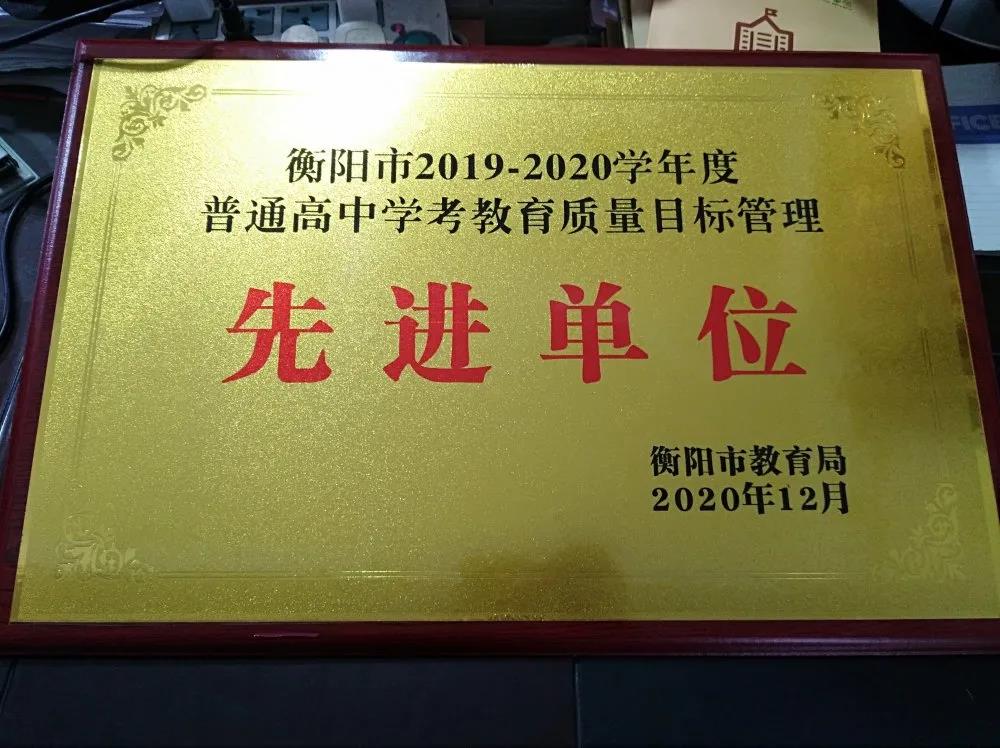 衡阳市2019-2020学年度
普通高中学考教育质量目标管理
先进单位
衡阳市教育局
2020年12月